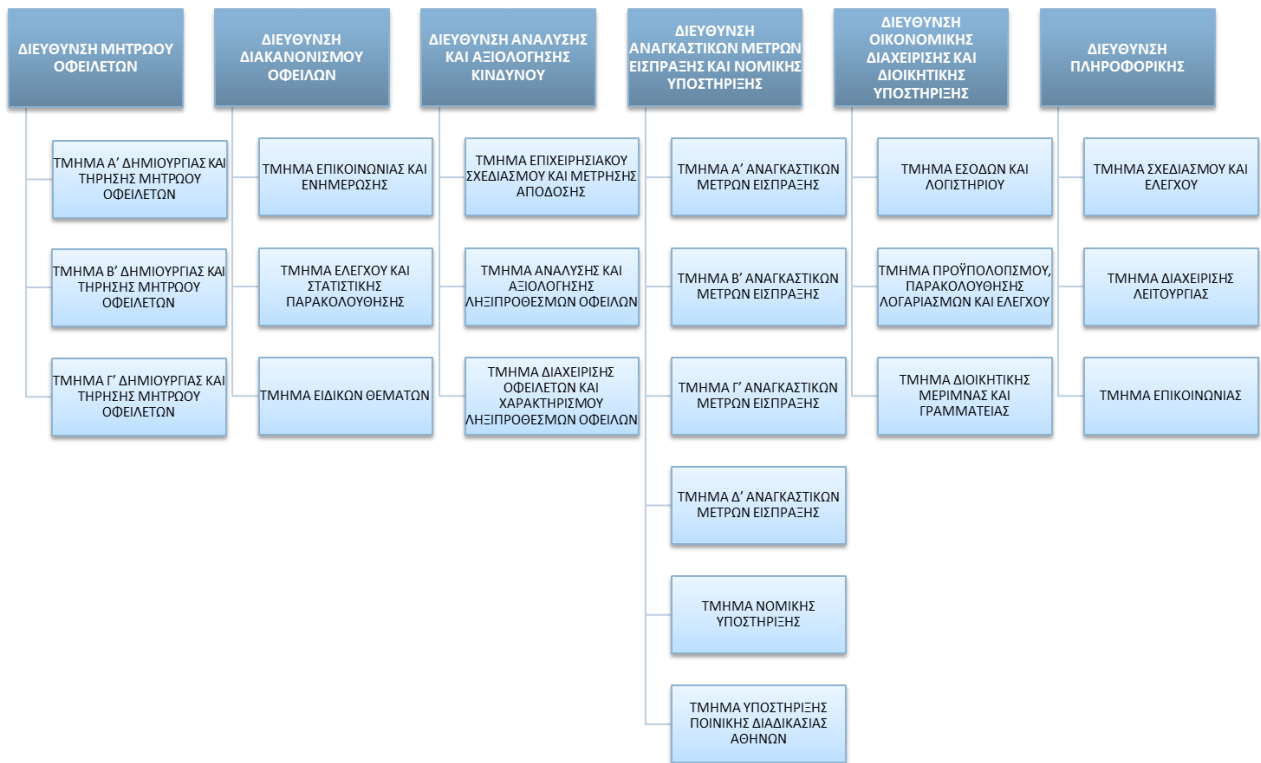 ΔΙΕΥΘΥΝΣΗ ΜΗΤΡΩΟΥ
ΟΦΕΙΛΕΤΩΝ
ΤΜΗΜΑ Α’ ΔΗΜΙΟΥΡΓΙΑΣ ΚΑΙ
ΤΗΡΗΣΗΣ ΜΗΤΡΩΟΥ
ΟΦΕΙΛΕΤΩΝ
ΤΜΗΜΑ Β’ ΔΗΜΙΟΥΡΓΙΑΣ ΚΑΙ
ΤΗΡΗΣΗΣ ΜΗΤΡΩΟΥ
ΟΦΕΙΛΕΤΩΝ
ΤΜΗΜΑ Γ’ ΔΗΜΙΟΥΡΓΙΑΣ ΚΑΙ
ΤΗΡΗΣΗΣ ΜΗΤΡΩΟΥ
ΟΦΕΙΛΕΤΩΝ
ΔΙΕΥΘΥΝΣΗ
ΔΙΑΚΑΝΟΝΙΣΜΟΥ
ΟΦΕΙΛΩΝ
ΤΜΗΜΑ ΕΠΙΚΟΙΝΩΝΙΑΣ ΚΑΙ
ΕΝΗΜΕΡΩΣΗΣ
ΤΜΗΜΑ ΕΛΕΓΧΟΥ ΚΑΙ
ΣΤΑΤΙΣΤΙΚΗΣ
ΠΑΡΑΚΟΛΟΥΘΗΣΗΣ
ΤΜΗΜΑ ΕΙΔΙΚΩΝ ΘΕΜΑΤΩΝ
ΔΙΕΥΘΥΝΣΗ ΑΝΑΛΥΣΗΣ
ΚΑΙ ΑΞΙΟΛΟΓΗΣΗΣ
ΚΙΝΔΥΝΟΥ
ΤΜΗΜΑ ΕΠΙΧΕΙΡΗΣΙΑΚΟΥ
ΣΧΕΔΙΑΣΜΟΥ ΚΑΙ ΜΕΤΡΗΣΗΣ
ΑΠΟΔΟΣΗΣ
ΤΜΗΜΑ ΑΝΑΛΥΣΗΣ ΚΑΙ
ΑΞΙΟΛΟΓΗΣΗΣ
ΛΗΞΙΠΡΟΘΕΣΜΩΝ ΟΦΕΙΛΩΝ
ΤΜΗΜΑ ΔΙΑΧΕΙΡΙΣΗΣ
ΟΦΕΙΛΕΤΩΝ ΚΑΙ
ΧΑΡΑΚΤΗΡΙΣΜΟΥ
ΛΗΞΙΠΡΟΘΕΣΜΩΝ ΟΦΕΙΛΩΝ
ΔΙΕΥΘΥΝΣΗ
ΑΝΑΓΚΑΣΤΙΚΩΝ ΜΕΤΡΩΝ
ΕΙΣΠΡΑΞΗΣ ΚΑΙ ΝΟΜΙΚΗΣ
ΥΠΟΣΤΗΡΙΞΗΣ
ΤΜΗΜΑ Α’ ΑΝΑΓΚΑΣΤΙΚΩΝ
ΜΕΤΡΩΝ ΕΙΣΠΡΑΞΗΣ
ΤΜΗΜΑ Β’ ΑΝΑΓΚΑΣΤΙΚΩΝ
ΜΕΤΡΩΝ ΕΙΣΠΡΑΞΗΣ
ΤΜΗΜΑ Γ’ ΑΝΑΓΚΑΣΤΙΚΩΝ
ΜΕΤΡΩΝ ΕΙΣΠΡΑΞΗΣ
ΤΜΗΜΑ Δ’ ΑΝΑΓΚΑΣΤΙΚΩΝ
ΜΕΤΡΩΝ ΕΙΣΠΡΑΞΗΣ
ΤΜΗΜΑ ΝΟΜΙΚΗΣ
ΥΠΟΣΤΗΡΙΞΗΣ
ΤΜΗΜΑ ΥΠΟΣΤΗΡΙΞΗΣ
ΠΟΙΝΙΚΗΣ ΔΙΑΔΙΚΑΣΙΑΣ
ΑΘΗΝΩΝ
ΔΙΕΥΘΥΝΣΗ
ΟΙΚΟΝΟΜΙΚΗΣ
ΔΙΑΧΕΙΡΙΣΗΣ ΚΑΙ
ΔΙΟΙΚΗΤΙΚΗΣ
ΥΠΟΣΤΗΡΙΞΗΣ
ΤΜΗΜΑ ΕΣΟΔΩΝ ΚΑΙ
ΛΟΓΙΣΤΗΡΙΟΥ
ΤΜΗΜΑ ΠΡΟΫΠΟΛΟΓΙΣΜΟΥ,
ΠΑΡΑΚΟΛΟΥΘΗΣΗΣ
ΛΟΓΑΡΙΑΣΜΩΝ ΚΑΙ ΕΛΕΓΧΟΥ
ΤΜΗΜΑ ΔΙΟΙΚΗΤΙΚΗΣ
ΜΕΡΙΜΝΑΣ ΚΑΙ
ΓΡΑΜΜΑΤΕΙΑΣ
ΔΙΕΥΘΥΝΣΗ
ΠΛΗΡΟΦΟΡΙΚΗΣ
ΤΜΗΜΑ ΣΧΕΔΙΑΣΜΟΥ ΚΑΙ
ΕΛΕΓΧΟΥ
ΤΜΗΜΑ ΔΙΑΧΕΙΡΙΣΗΣ
ΛΕΙΤΟΥΡΓΙΑΣ
ΤΜΗΜΑ ΕΠΙΚΟΙΝΩΝΙΑΣ